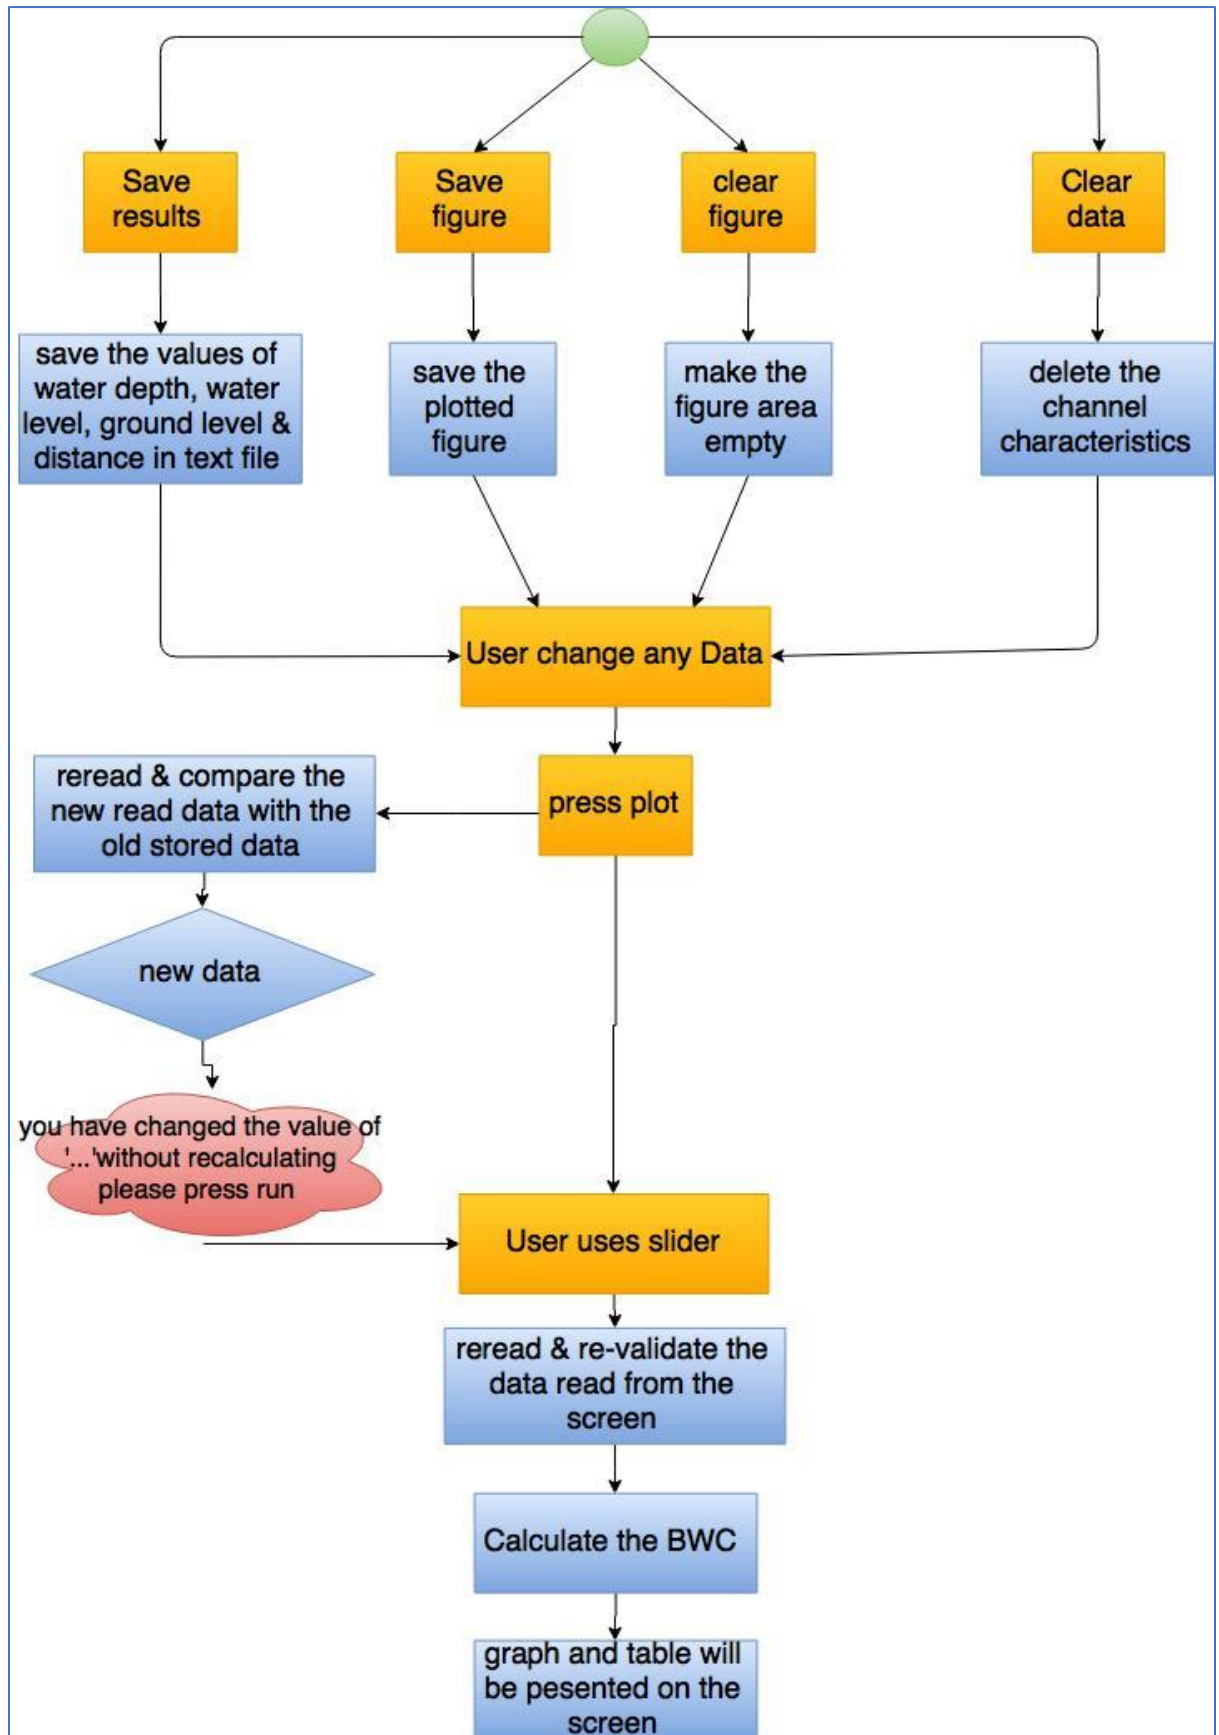 Save
results
Save
figure
clear
figure
Clear
data
save the values of
water depth, water
level, ground level &
distance in text file
save the
plotted
figure
make the
figure area
empty
delete the
channel
characteristics
User change any Data
press plot
reread & compare the
new read data with the
old stored data
new data
you have changed the value of
'...'without recalculating
please press run
User uses slider
reread & re-validate the
data read from the
screen
Calculate the BWC
graph and table will
be pesented on the
screen